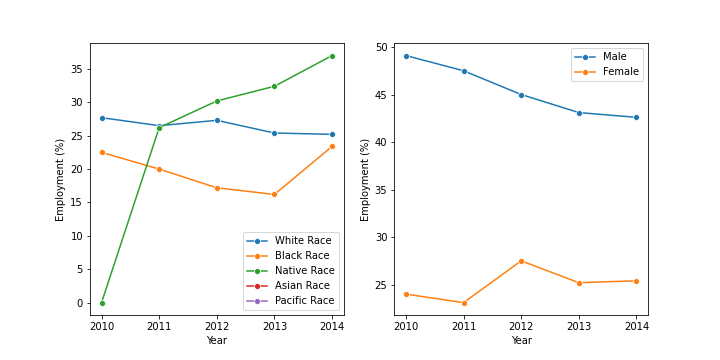 35
30
25
20
15
10
5
0
Employment (%)
2010 2011 2012 2013 2014
Year
White Race
Black Race
Native Race
Asian Race
Pacific Race
50
45
40
35
30
25
Employment (%)
2010 2011 2012 2013 2014
Year
Male
Female